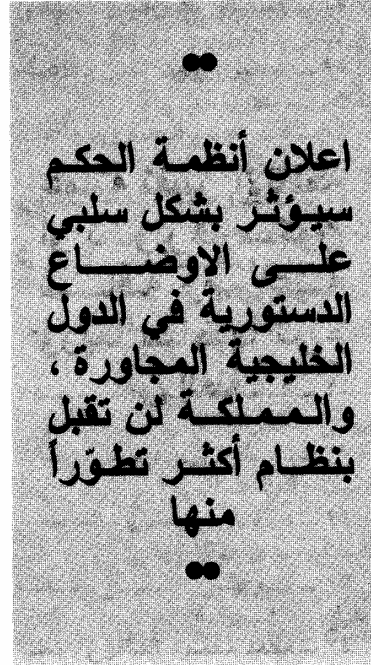 اعلان أنظمة الحكم
سيؤثر بشكل سلبي
على الاوضاع
الدستورية في الدول
الخليجية المجاورة ،
والمملكة لن تقبل
بنظام أكثر تطوّراً
منها